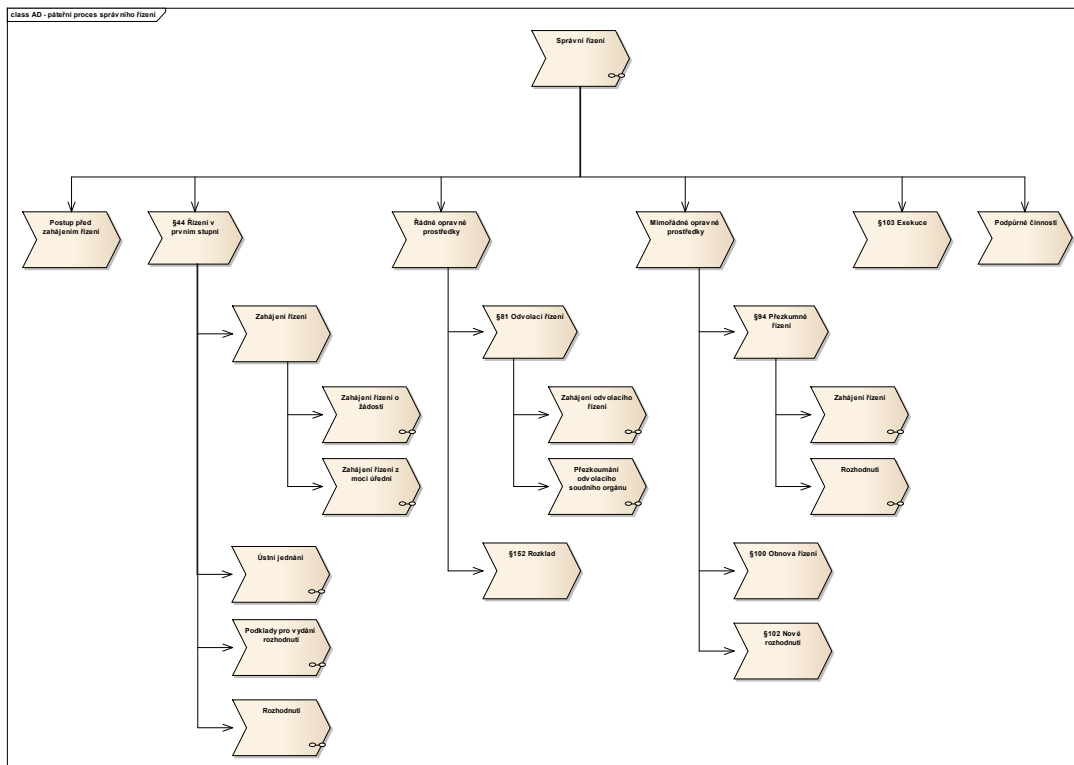 class AD - páteřní proces správního řízení
Správní řízení
Postup před
zahájením řízení
§44 Řízení v
prvním stupni
Řádné opravné
prostředky
Mimořádné opravné
prostředky
§103 Exekuce
Podpůrné činnosti
Zahájení řízení
§81 Odvolací řízení
§94 Přezkumné
řízení
Zahájení řízení o
žádosti
Zahájení odvolacího
řízení
Zahájení řízení
Zahájení řízení z
moci úřední
Přezkoumání
odvolacího
soudního orgánu
Rozhodnutí
Ústní jednání
§152 Rozklad
§100 Obnova řízení
Podklady pro vydání
rozhodnutí
§102 Nové
rozhodnutí
Rozhodnutí